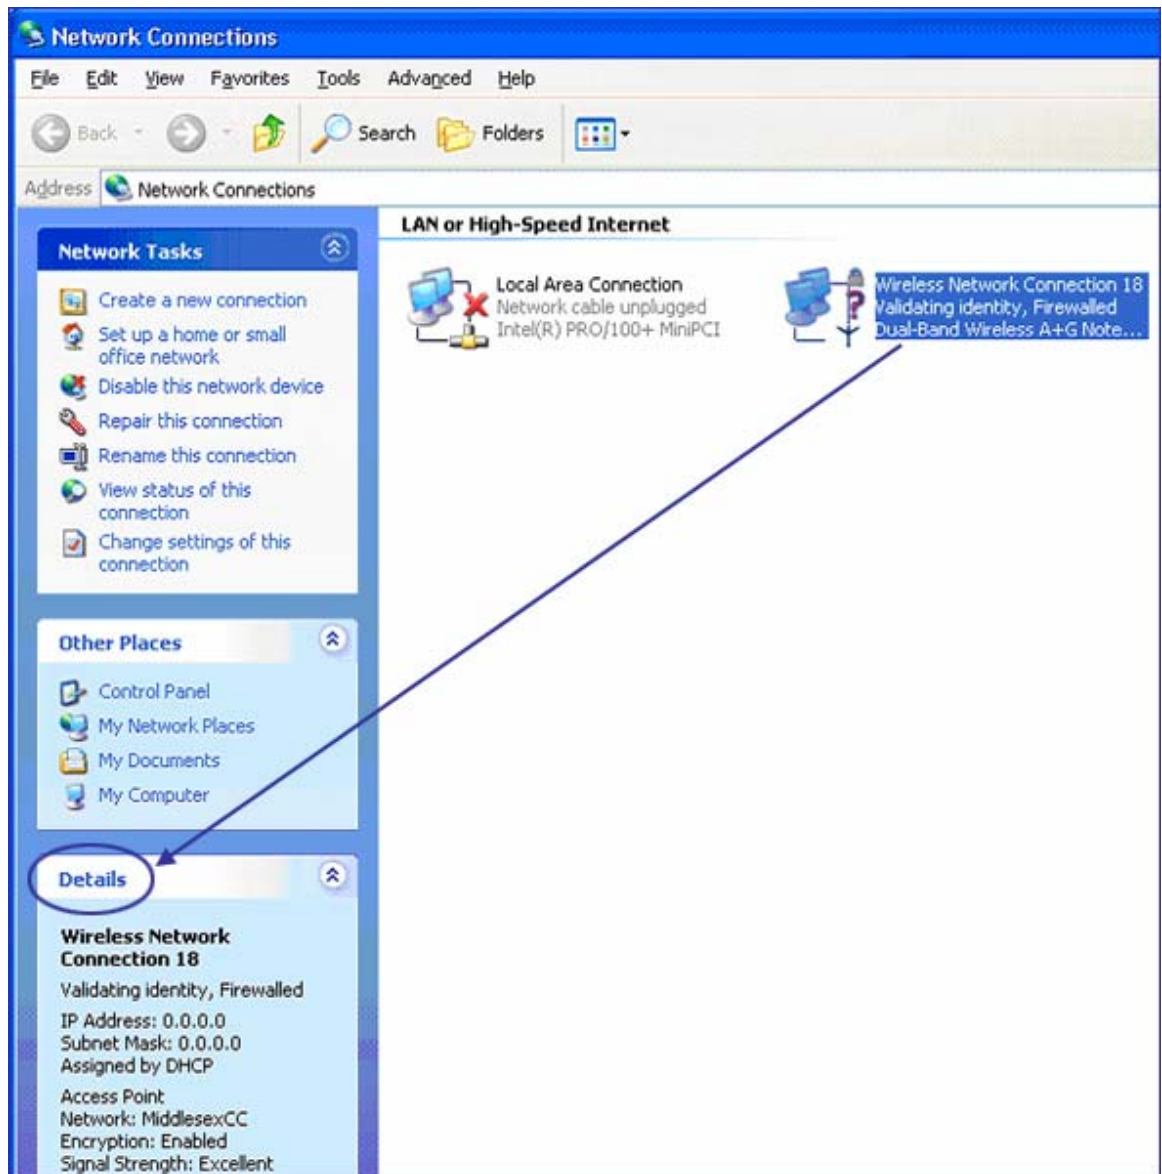 Network Connections
File Edit View Favorites Tools Advanced Help
Back Search Folders
Address Network Connections
Network Tasks
Create a new connection
Set up a home or small
office network
Disable this network device
Repair this connection
Rename this connection
View status of this
connection
Change settings of this
connection
Other Places
Control Panel
My Network Places
My Documents
My Computer
Details
Wireless Network
Connection 18
Validating identity, Firewalled
IP Address: 0.0.0.0
Subnet Mask: 0.0.0.0
Assigned by DHCP
Access Point
Network: MiddlesexCC
Encryption: Enabled
Signal Strength: Excellent
LAN or High-Speed Internet
Local Area Connection
Network cable unplugged
Intel(R) PRO/100+ MiniPCI
Wireless Network Connection 18
Validating identity, Firewalled
Dual-Band Wireless A+G Note...